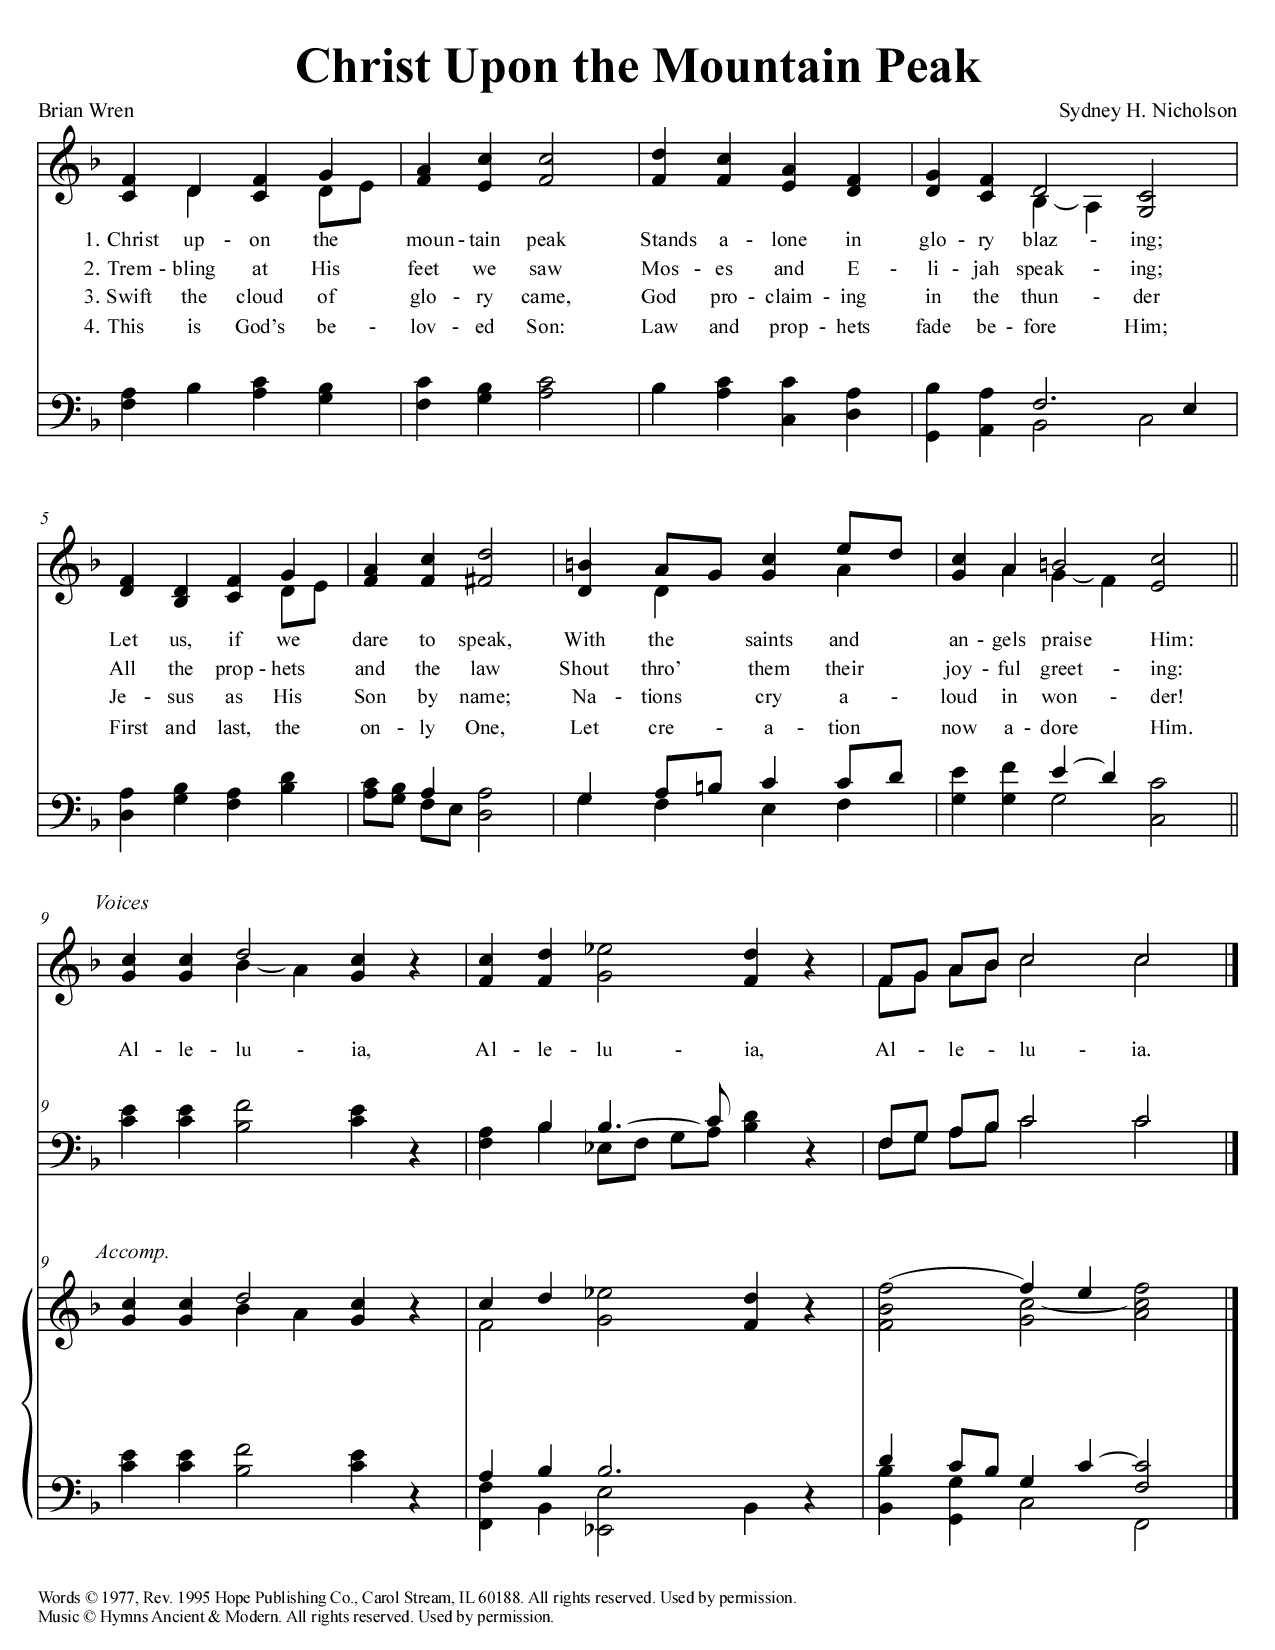 Christ Upon the Mountain Peak
Brian Wren
Sydney H. Nicholson
1. Christ up - on the moun - tain peak Stands a - lone in glo - ry blaz - ing;
2. Trem - bling at His feet we saw Mos - es and E - li - jah speak - ing;
3. Swift the cloud of glo - ry came, God pro - claim - ing in the thun - der
4. This is God's be - lov - ed Son: Law and prop - hets fade be - fore Him;
5
Let us, if we dare to speak, With the saints and an - gels praise Him:
All the prop - hets and the law Shout thro' them their joy - ful greet - ing:
Je - sus as His Son by name; Na - tions cry a - loud in won - der!
First and last, the on - ly One, Let cre - a - tion now a - dore Him.
Voices
9
Al - le - lu - ia, Al - le - lu - ia, Al - le - lu - ia.
9
Accomp.
9
Words © 1977, Rev. 1995 Hope Publishing Co., Carol Stream, IL 60188. All rights reserved. Used by permission.
Music © Hymns Ancient & Modern. All rights reserved. Used by permission.